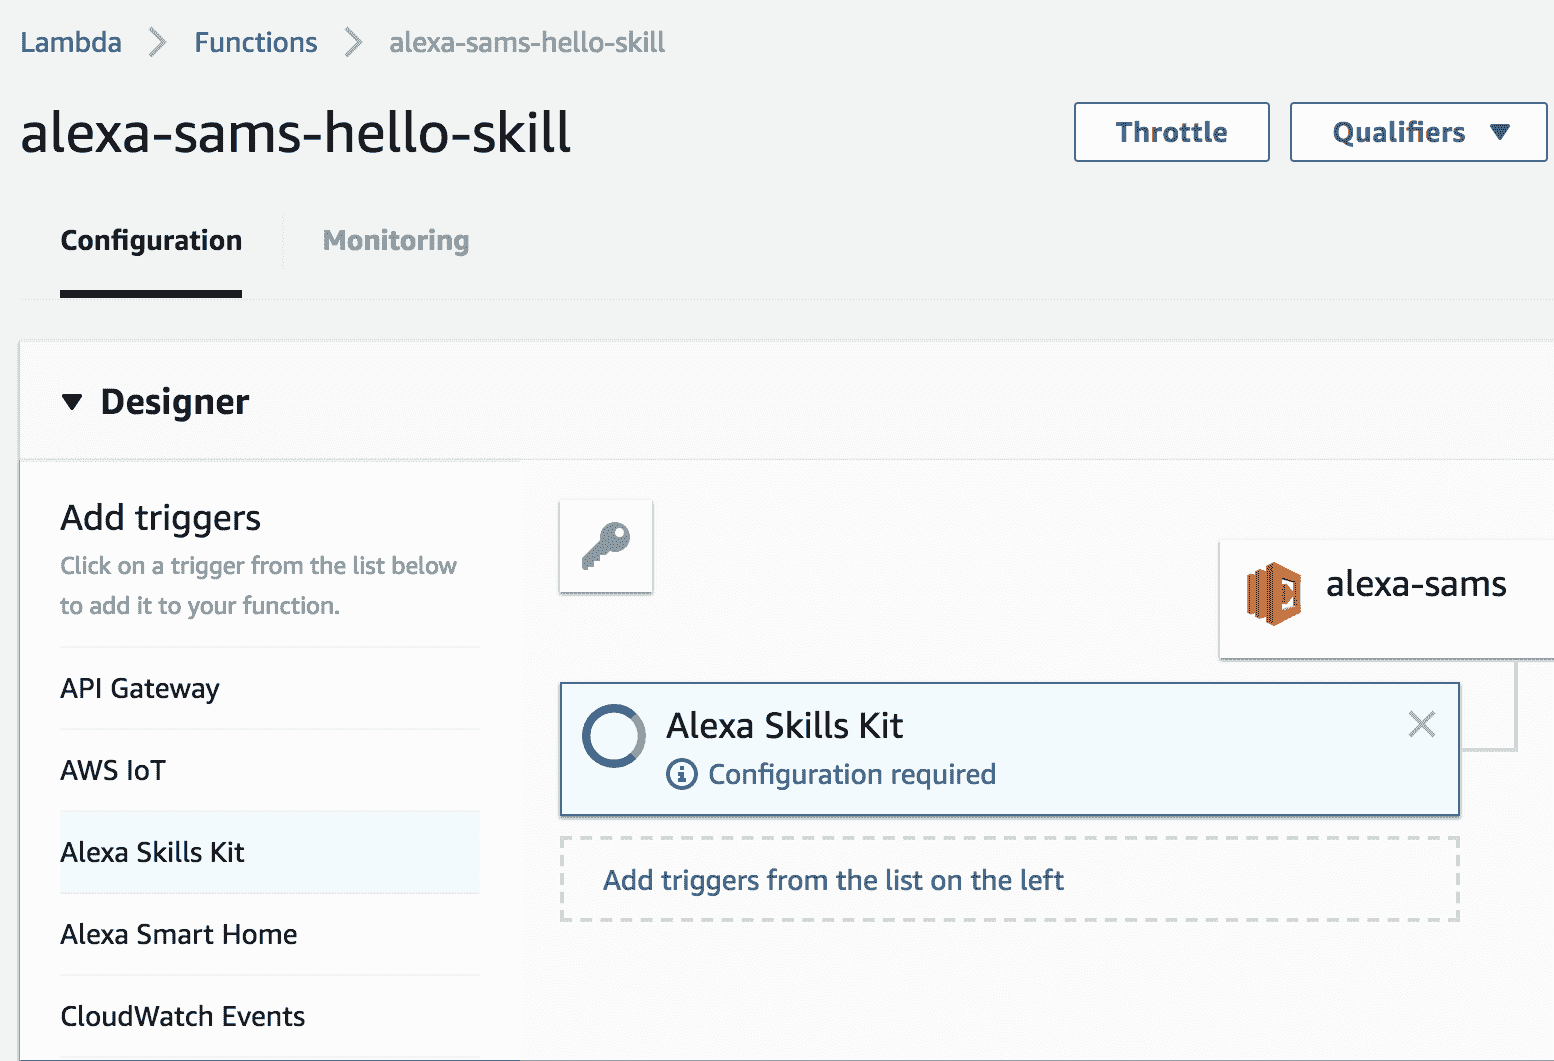 Lambda > Functions > alexa-sams-hello-skill
alexa-sams-hello-skill
Throttle
Qualifiers
Configuration
Monitoring
Designer
Add triggers
Click on a trigger from the list below
to add it to your function.
API Gateway
AWS IoT
Alexa Skills Kit
Alexa Smart Home
CloudWatch Events
alexa-sams
Alexa Skills Kit
Configuration required
Add triggers from the list on the left